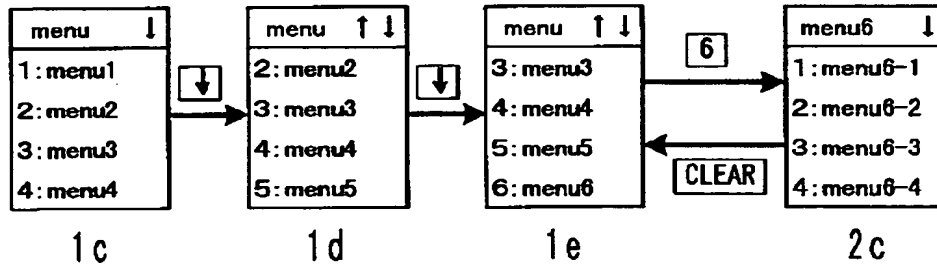 menu ↓
1:menu1
2:menu2
3:menu3
4:menu4
1c
↓
menu ↑ ↓
2:menu2
3:menu3
4:menu4
5:menu5
1d
↓
menu ↑ ↓
3:menu3
4:menu4
5:menu5
6:menu6
1e
6
CLEAR
menu6 ↓
1:menu6-1
2:menu6-2
3:menu6-3
4:menu6-4
2c